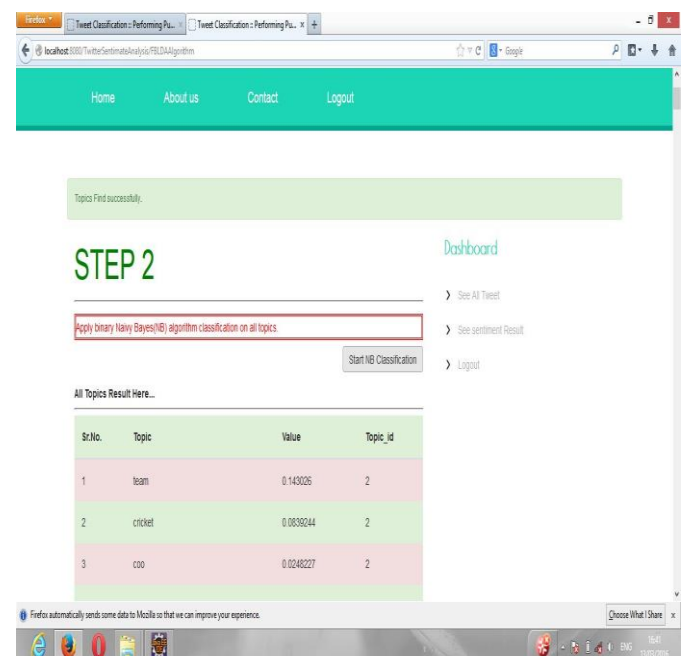 Firefox
Tweet Classification :: Performing Pu... x Tweet Classification :: Performing Pu... x +
localhost:8080/TwitterSentimateAnalysis/FBLDAAlgorithm Google
Home About us Contact Logout
Topics Find successfully.
STEP 2
Dashboard
See All Tweet
Apply binary Naivy Bayes(NB) algorithm classification on all topics.
See sentiment Result
Start NB Classification
Logout
All Topics Result Here...
Sr.No. Topic Value Topic_id
1 team 0.143026 2
2 cricket 0.0839244 2
3 coo 0.0248227 2
Firefox automatically sends some data to Mozilla so that we can improve your experience. Choose What I Share x
ENG 16:41